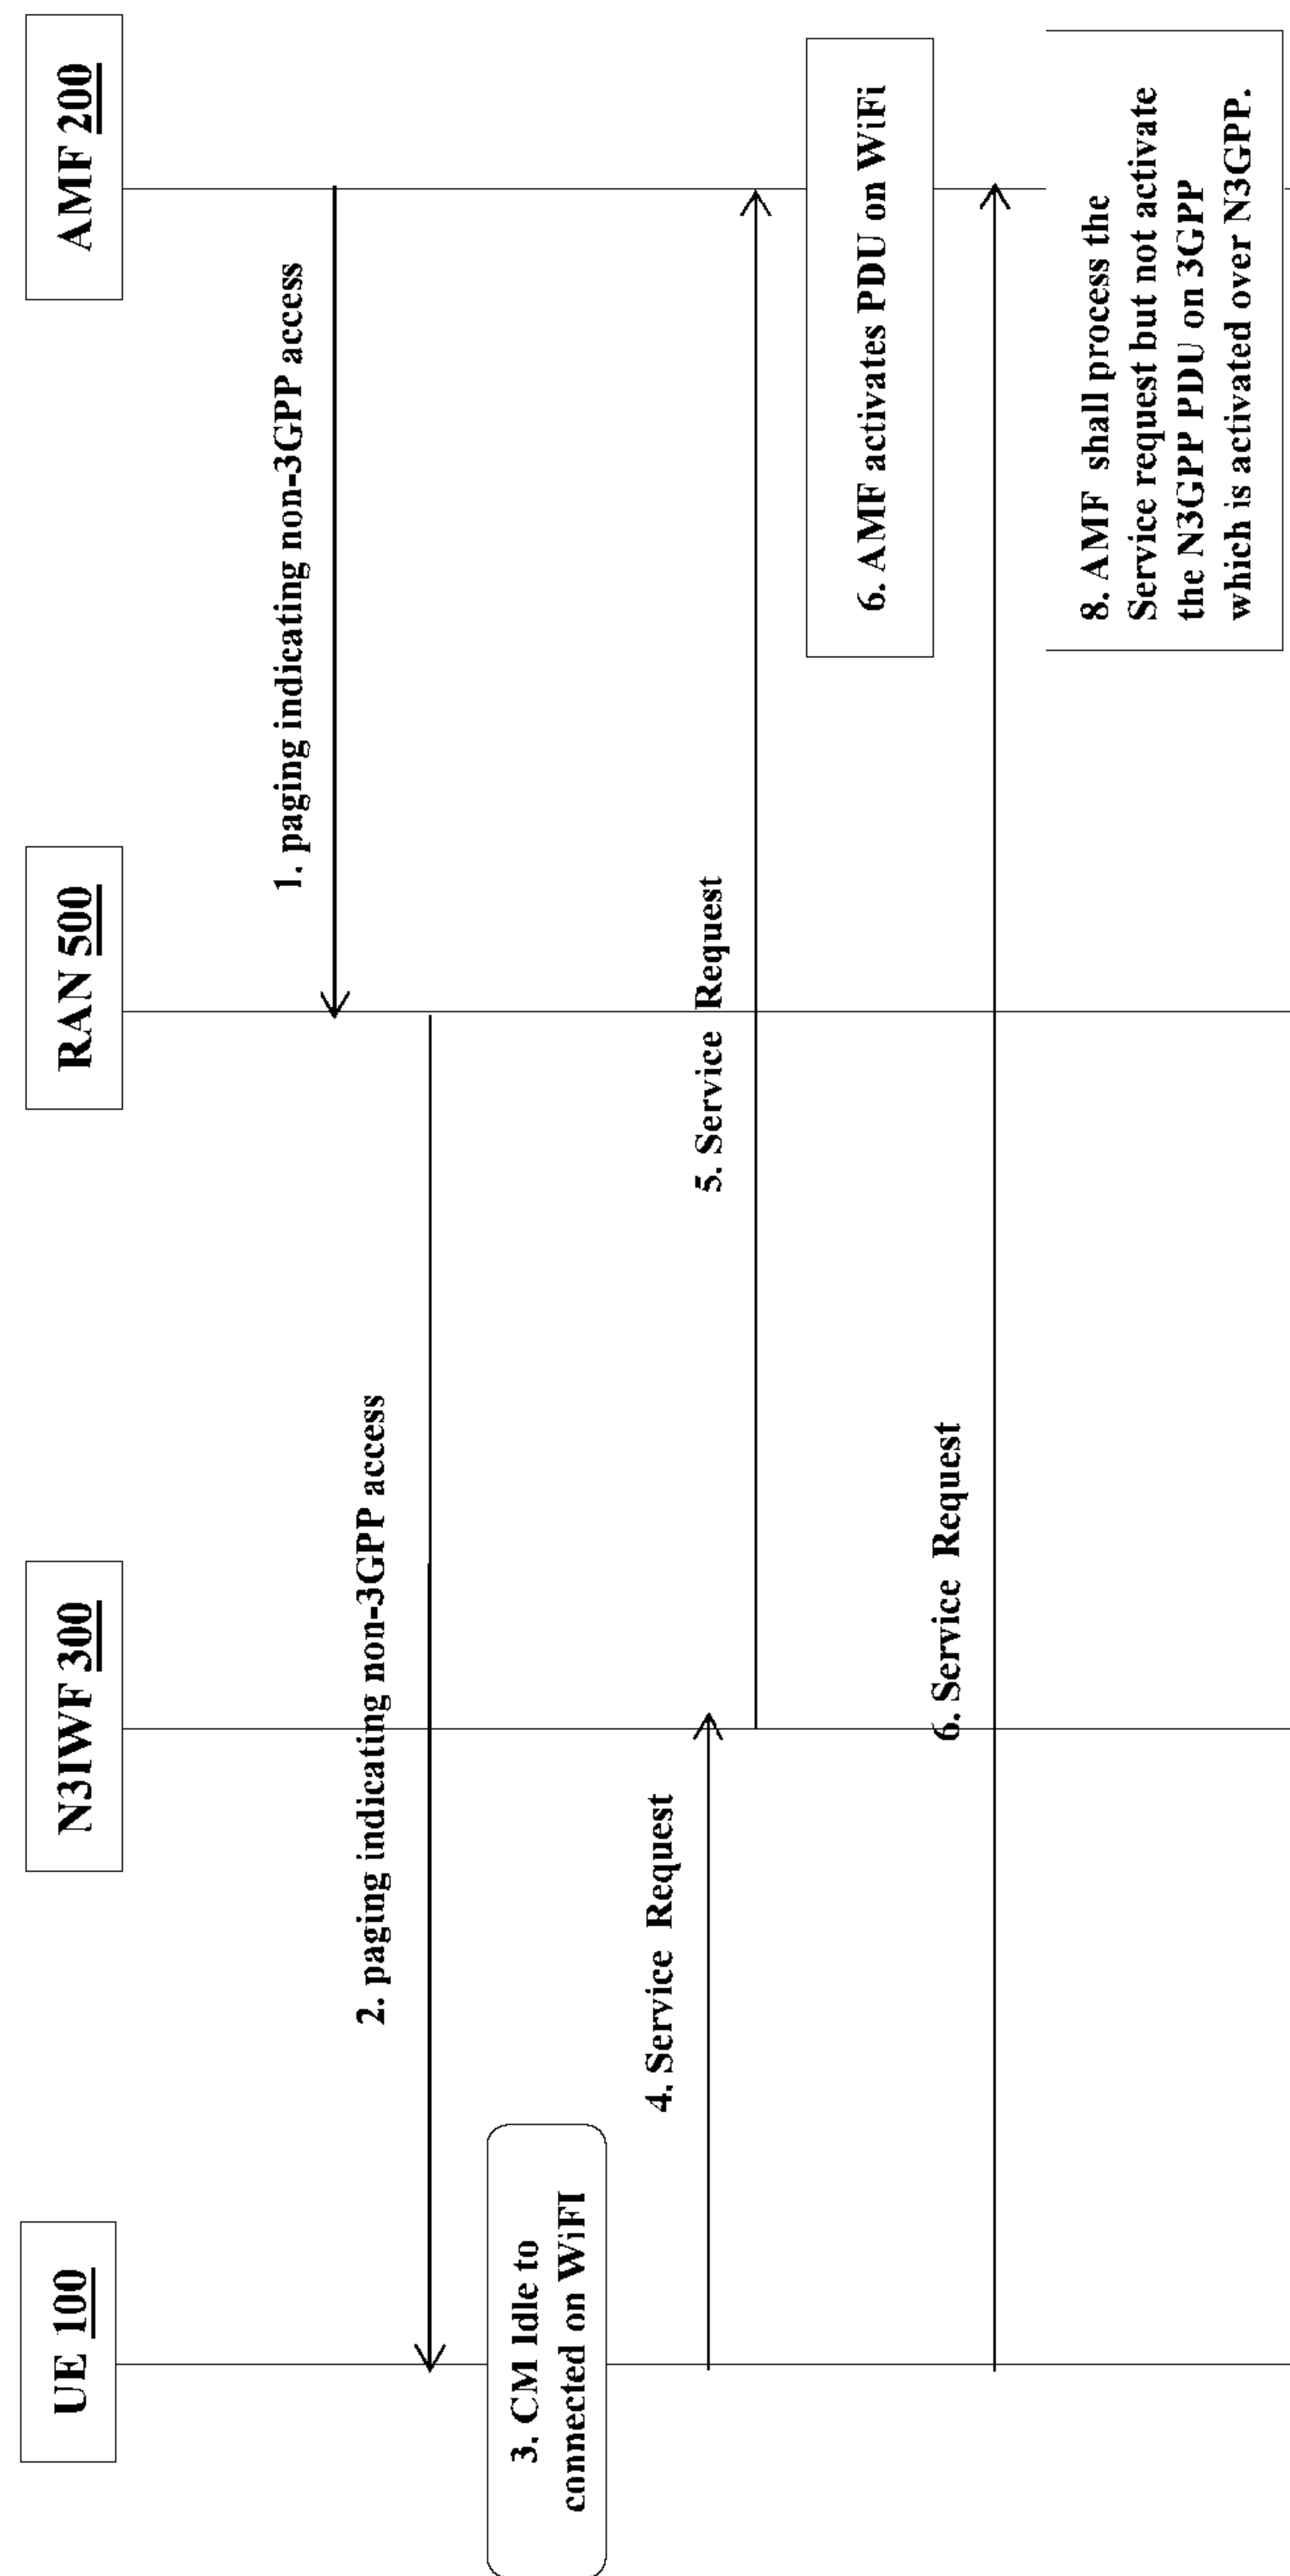 UE 100
N3IWF 300
RAN 500
AMF 200
1. paging indicating non-3GPP access
2. paging indicating non-3GPP access
3. CM Idle to
connected on WiFI
4. Service Request
5. Service Request
6. AMF activates PDU on WiFi
6. Service Request
8. AMF shall process the
Service request but not activate
the N3GPP PDU on 3GPP
which is activated over N3GPP.